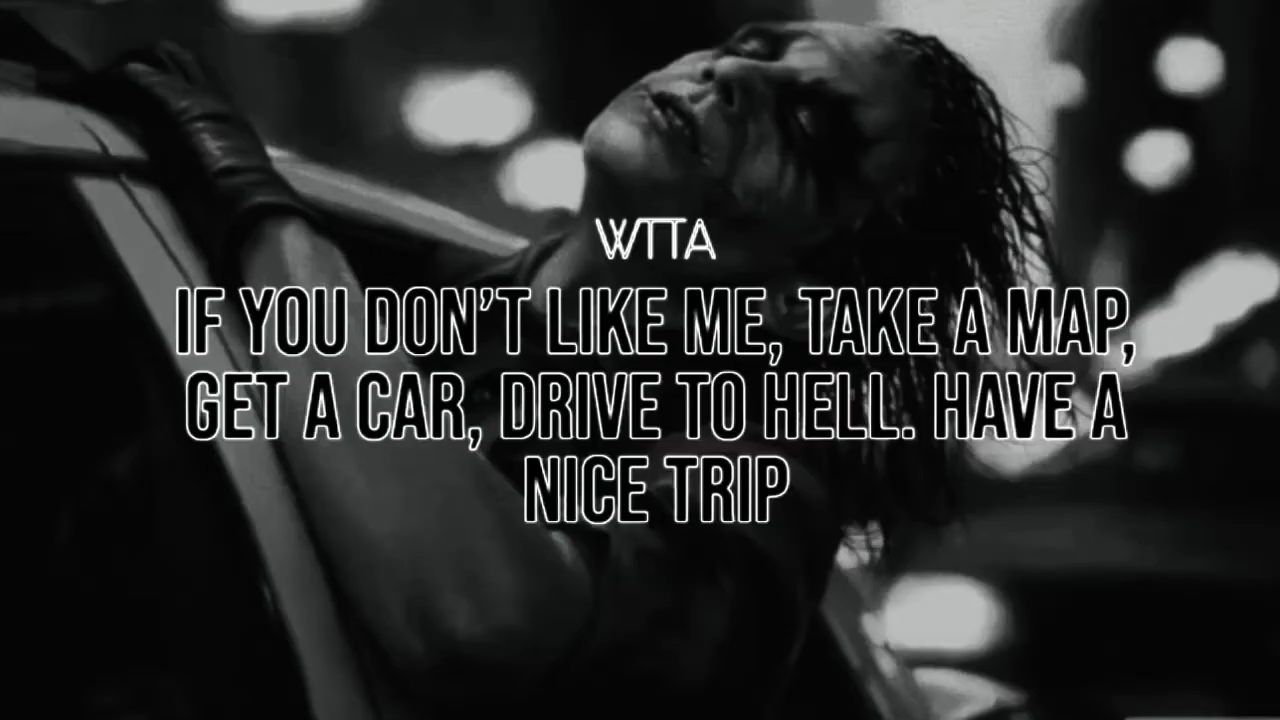 WTTA
IF YOU DON’T LIKE ME, TAKE A MAP,
GET A CAR, DRIVE TO HELL. HAVE A
NICE TRIP